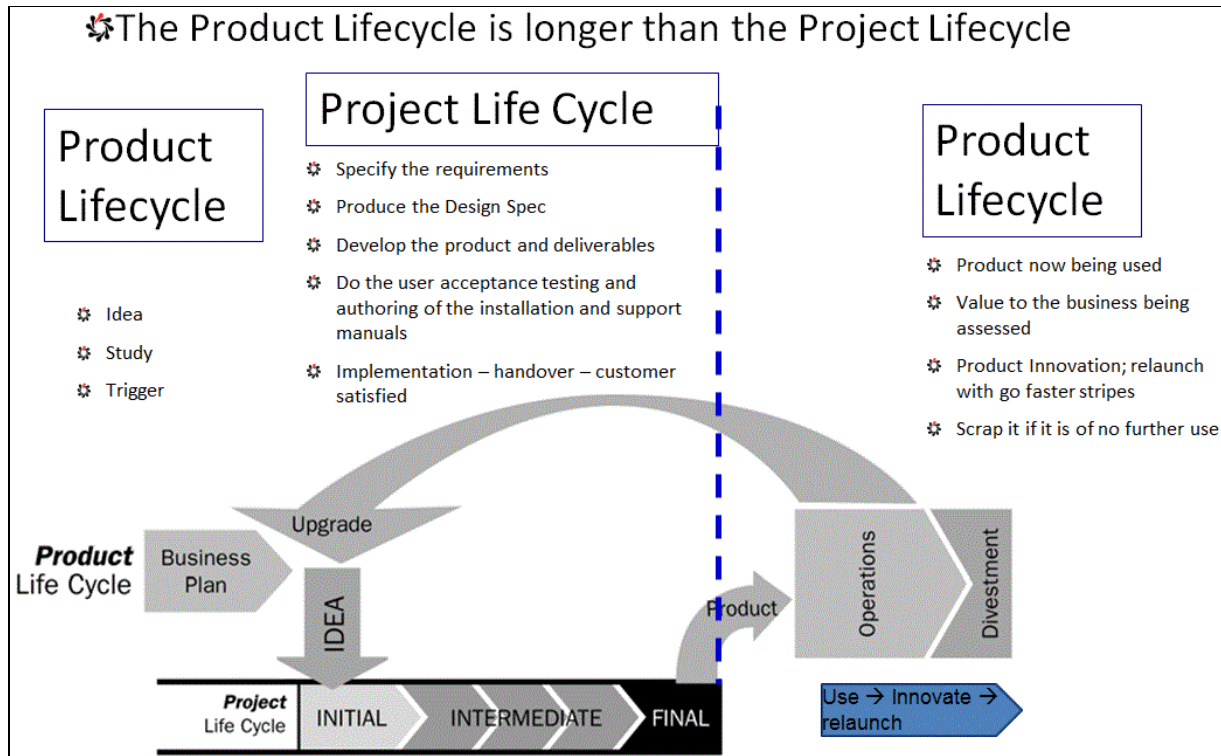 The Product Lifecycle is longer than the Project Lifecycle
Product
Lifecycle
Idea
Study
Trigger
Project Life Cycle
Specify the requirements
Produce the Design Spec
Develop the product and deliverables
Do the user acceptance testing and
authoring of the installation and support
manuals
Implementation – handover – customer
satisfied
Product
Lifecycle
Product now being used
Value to the business being
assessed
Product Innovation; relaunch
with go faster stripes
Scrap it if it is of no further use
Product
Life Cycle
Business
Plan
Upgrade
IDEA
Product
Operations
Divestment
Project
Life Cycle
INITIAL
INTERMEDIATE
FINAL
Use → Innovate →
relaunch